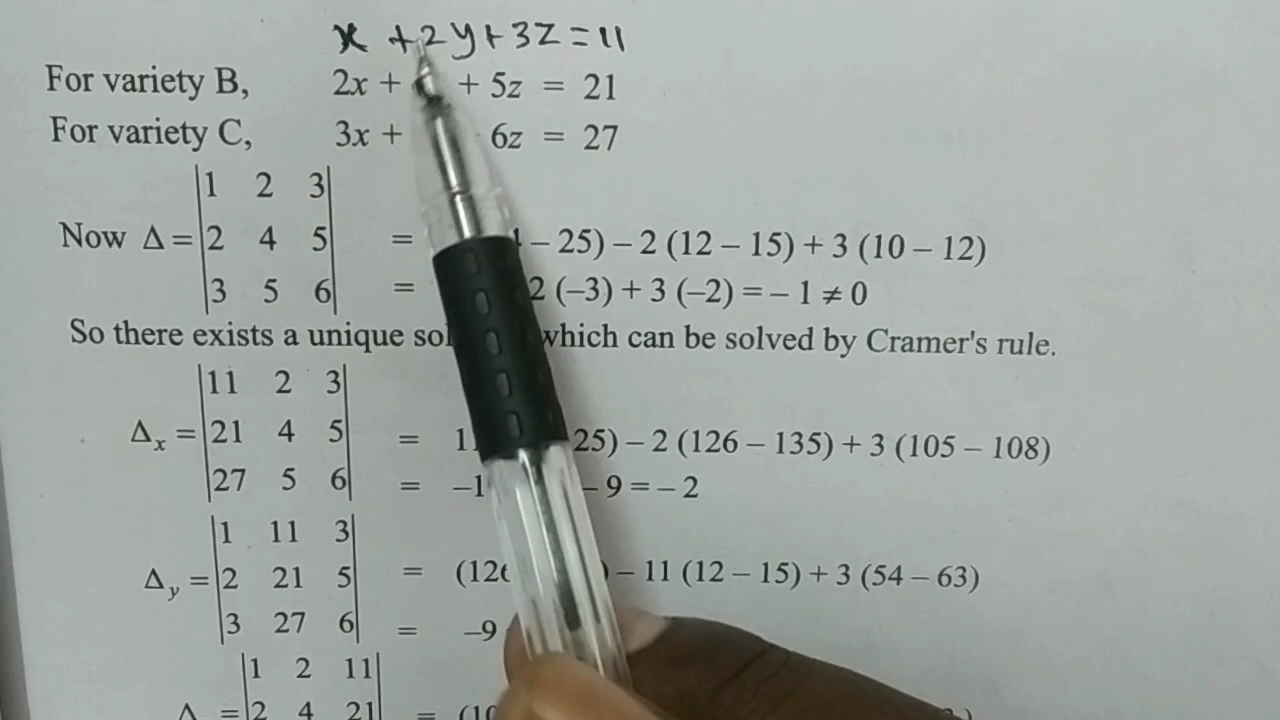 x + 2y + 3z = 11
For variety B, 2x + + 5z = 21
For variety C, 3x + 6z = 27
1 2 3
Now Δ = 2 4 5 = – 25) – 2 (12 – 15) + 3 (10 – 12)
3 5 6 = 2 (–3) + 3 (–2) = – 1 ≠ 0
So there exists a unique which can be solved by Cramer's rule.
11 2 3
Δx = 21 4 5 = 25) – 2 (126 – 135) + 3 (105 – 108)
27 5 6 = – 9 = – 2
1 11 3
Δy = 2 21 5 = – 11 (12 – 15) + 3 (54 – 63)
3 27 6 = –9
1 2 11
= 2 4 21 =